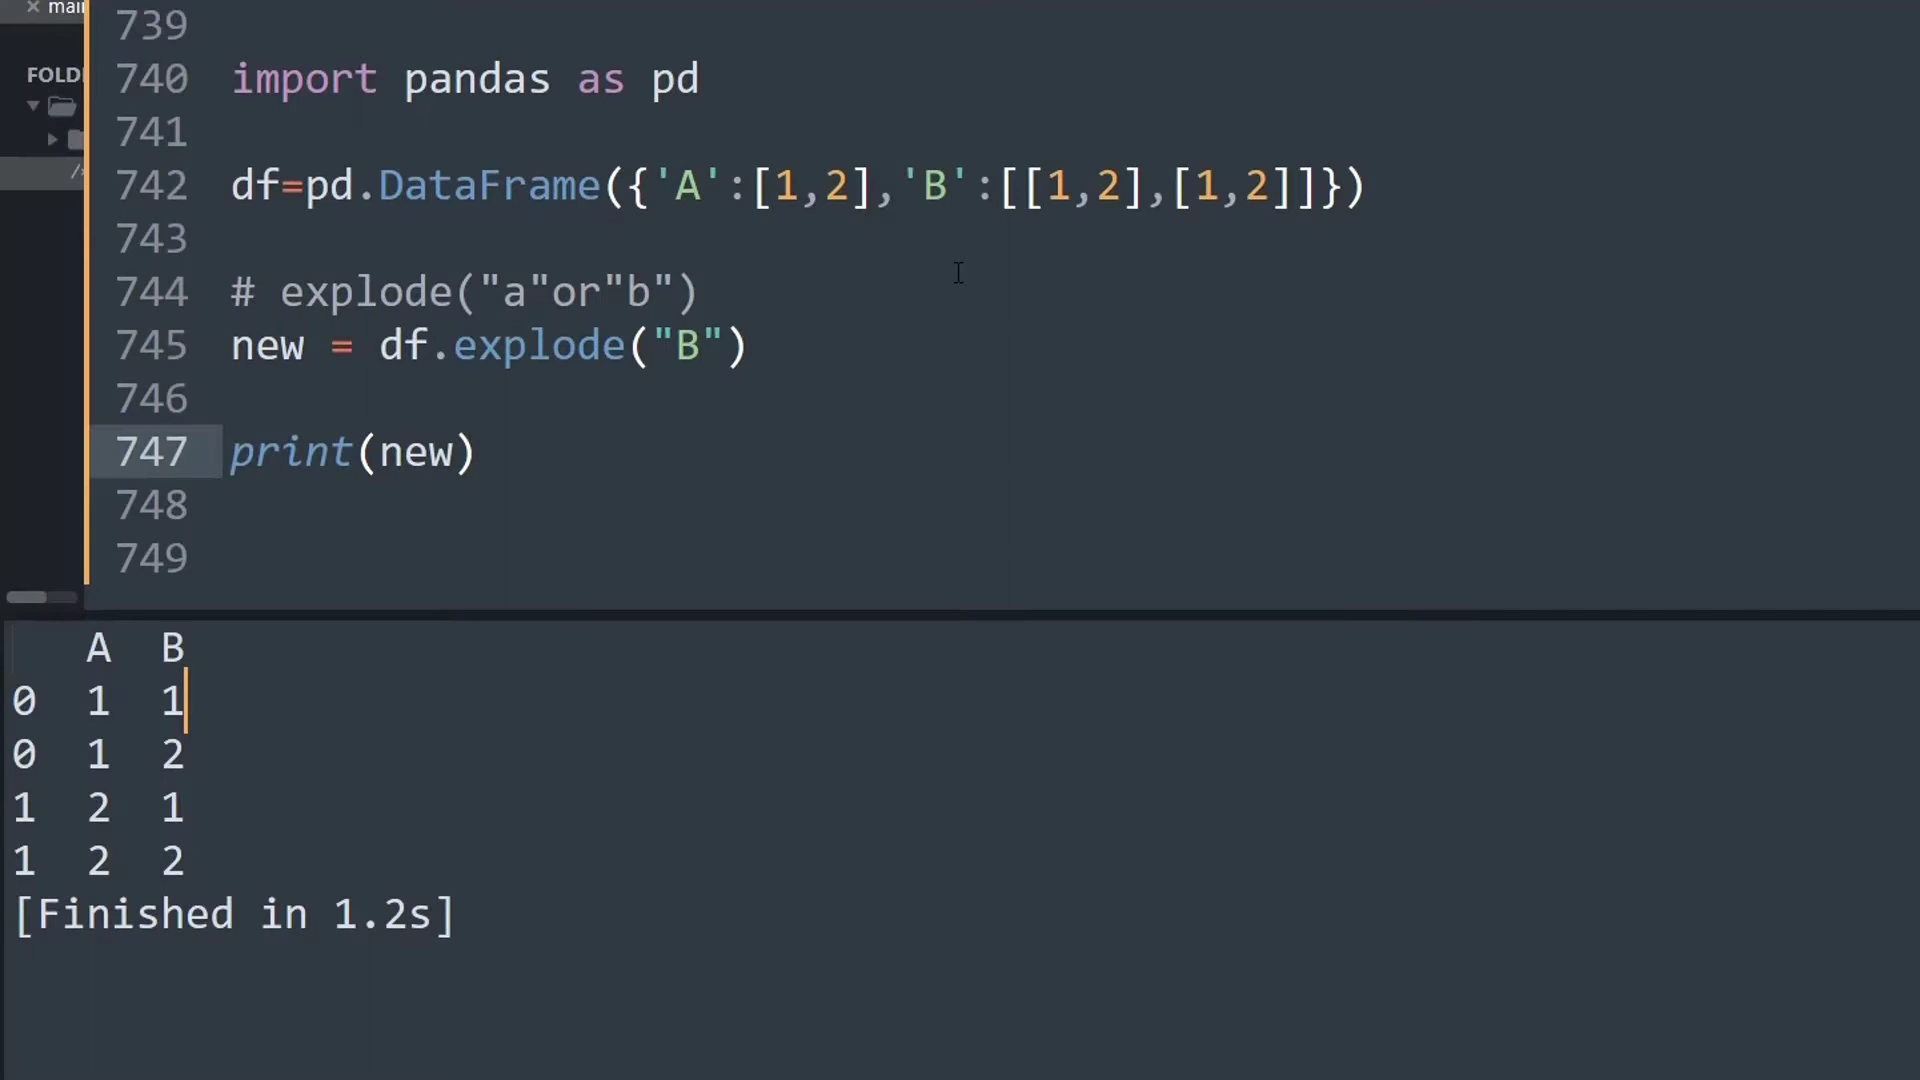 × mai
FOLD
/
739
740 import pandas as pd
741
742 df=pd.DataFrame({'A':[1,2],'B':[[1,2],[1,2]]})
743
744 # explode("a"or"b")
745 new = df.explode("B")
746
747 print(new)
748
749
A B
0 1 1
0 1 2
1 2 1
1 2 2
[Finished in 1.2s]